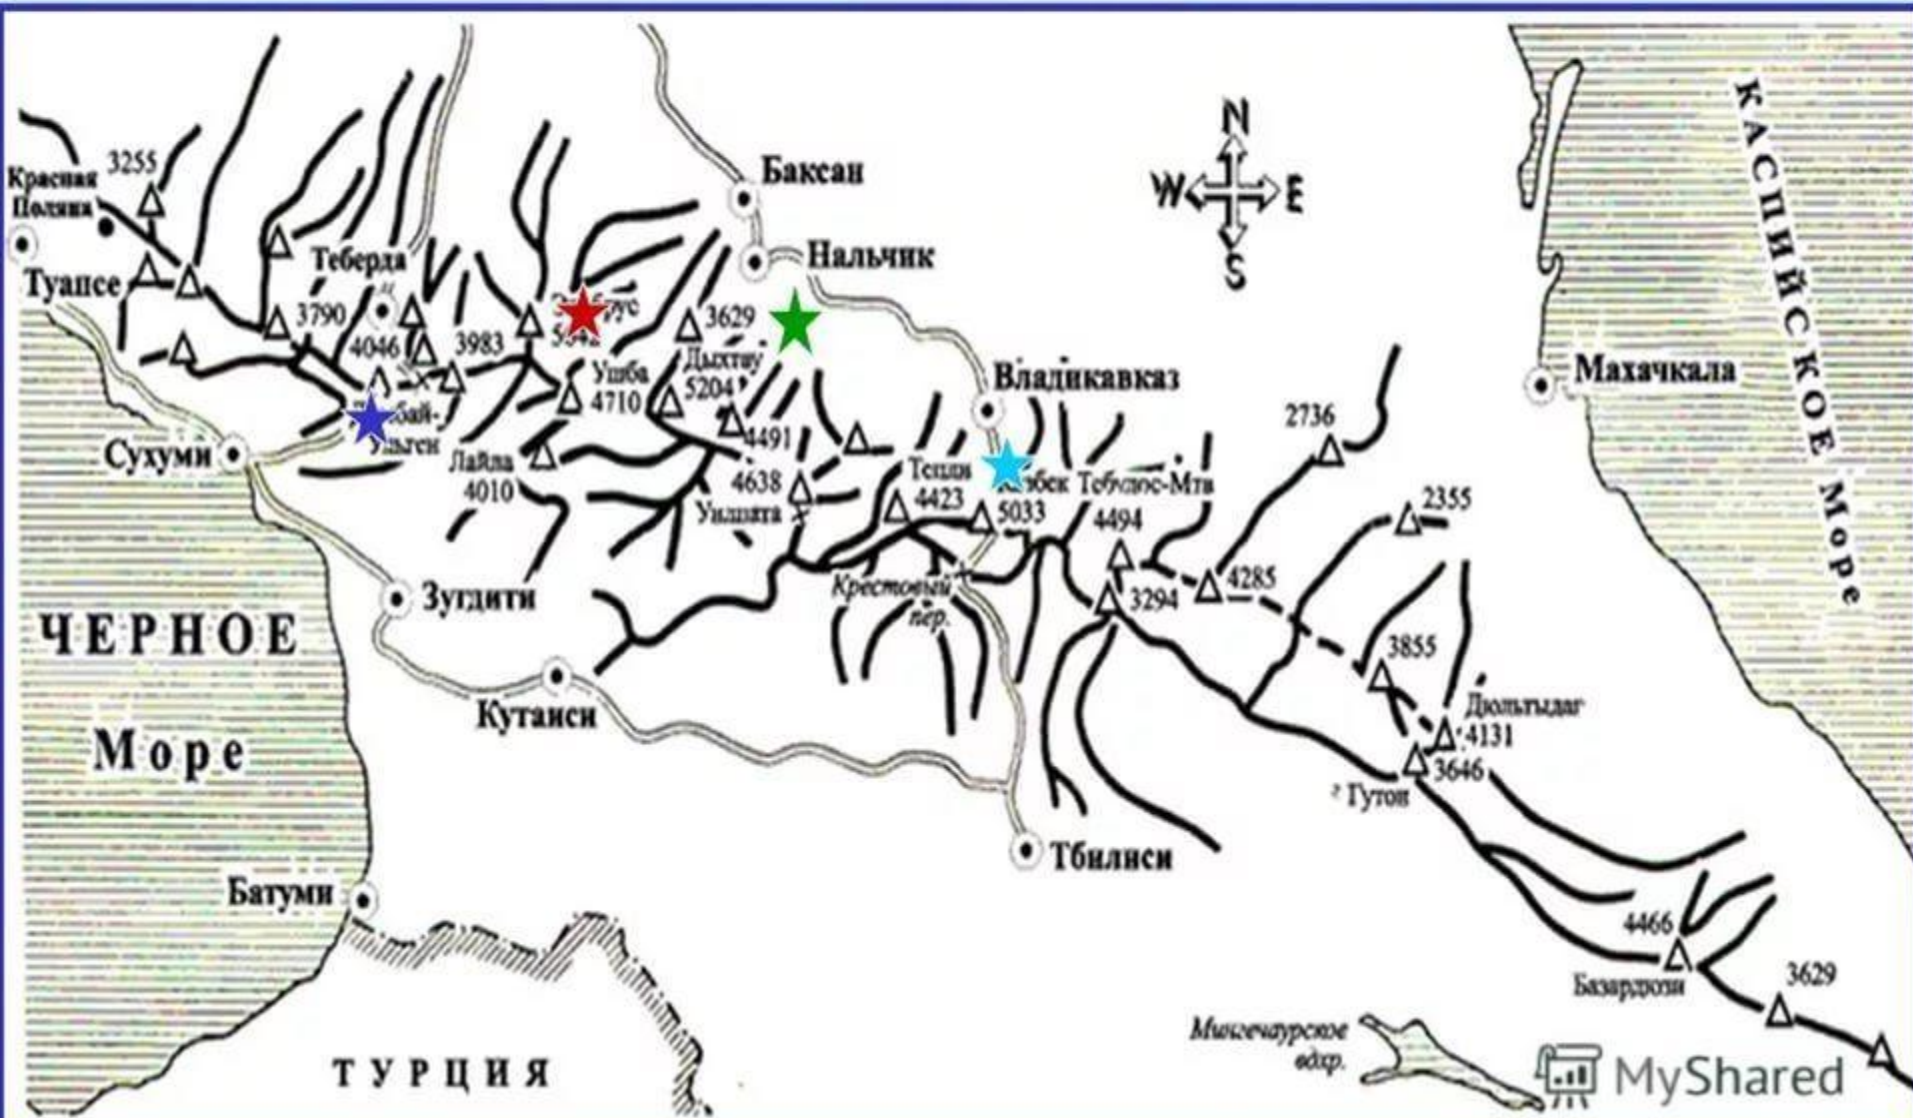 КАСПИЙСКОЕ Море
N
W E
S
Баксан
3255
Красная
Поляна
Нальчик
Теберда
Туапсе
3790
3629
4046
3983
Дыхтау
5204
Ушба
4710
Владикавказ
Махачкала
2736
4491
Сухуми
Лайла
4010
4638
Уилпата
Тепли
4423
5033
Тебулос-Мта
4494
2355
4285
Крестовый
пер.
3294
Зугдити
ЧЕРНОЕ
Море
3855
Кутаиси
Дюльтыдаг
4131
3646
г Гутон
Тбилиси
Батуми
4466
Базардюзи
3629
Мингечаурское
вдхр.
ТУРЦИЯ
MyShared